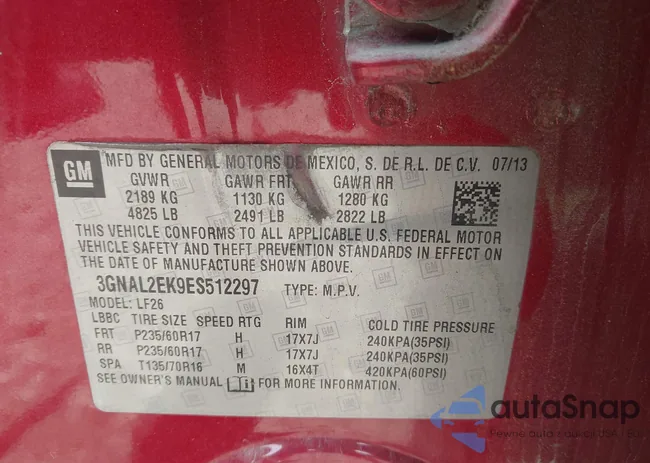 GM
MFD BY GENERAL MOTORS DE MEXICO, S. DE R.L. DE C.V. 07/13
GVWR GAWR FRT GAWR RR
2189 KG 1130 KG 1280 KG
4825 LB 2491 LB 2822 LB
THIS VEHICLE CONFORMS TO ALL APPLICABLE U.S. FEDERAL MOTOR
VEHICLE SAFETY AND THEFT PREVENTION STANDARDS IN EFFECT ON
THE DATE OF MANUFACTURE SHOWN ABOVE.
3GNAL2EK9ES512297 TYPE: M.P.V.
MODEL: LF26
LBBC TIRE SIZE SPEED RTG RIM COLD TIRE PRESSURE
FRT P235/60R17 H 17X7J 240KPA(35PSI)
RR P235/60R17 H 17X7J 240KPA(35PSI)
SPA T135/70R16 M 16X4T 420KPA(60PSI)
SEE OWNER'S MANUAL FOR MORE INFORMATION.
autaSnap
Pewne auta